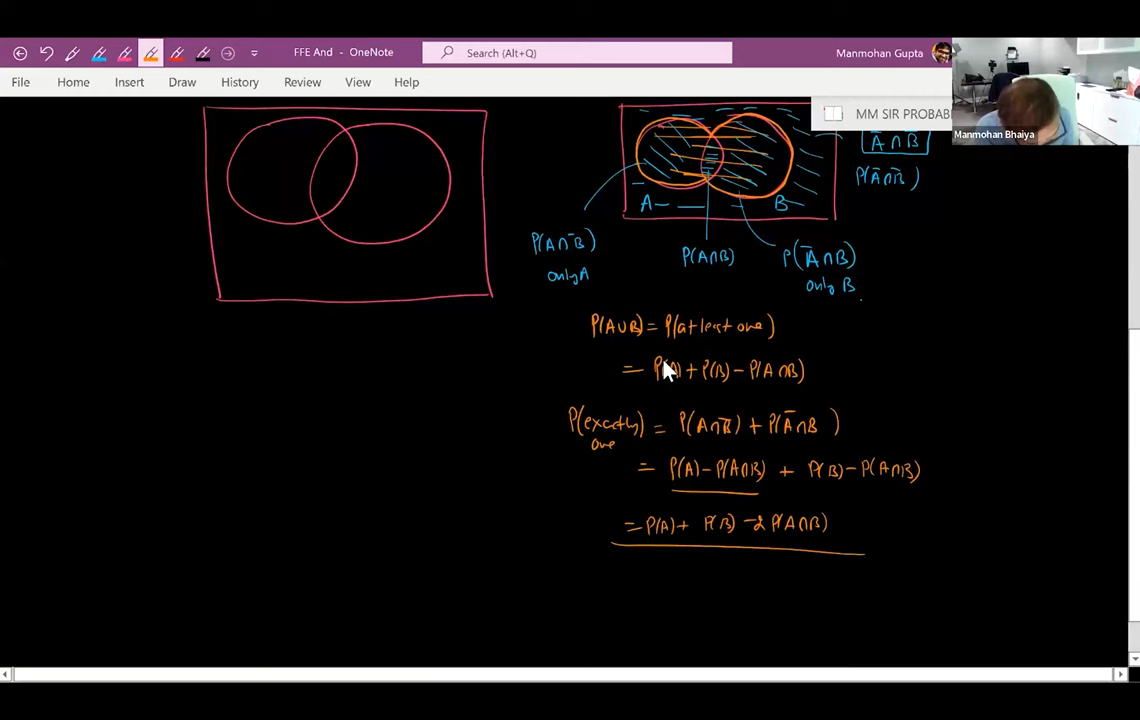 FFE And - OneNote
Search (Alt+Q)
Manmohan Gupta
File Home Insert Draw History Review View Help
MM SIR PROBAB
Manmohan Bhaiya
A̅∩B̅
P(A̅∩B̅)
A
B
P(A∩B̅)
only A
P(A∩B)
P(A̅∩B)
only B
P(A∪B) = P(at least one)
= P(A) + P(B) - P(A∩B)
P(exactly one) = P(A∩B̅) + P(A̅∩B)
= P(A) - P(A∩B) + P(B) - P(A∩B)
= P(A) + P(B) - 2P(A∩B)